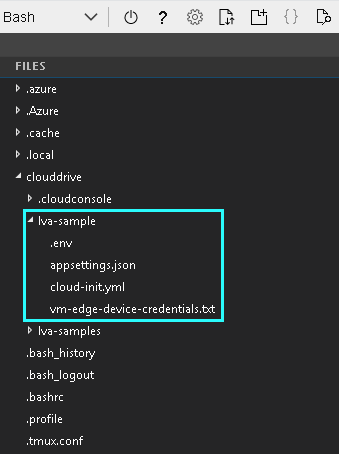 Bash
?
{}
FILES
.azure
.Azure
.cache
.local
clouddrive
.cloudconsole
lva-sample
.env
appsettings.json
cloud-init.yml
vm-edge-device-credentials.txt
lva-samples
.bash_history
.bash_logout
.bashrc
.profile
.tmux.conf